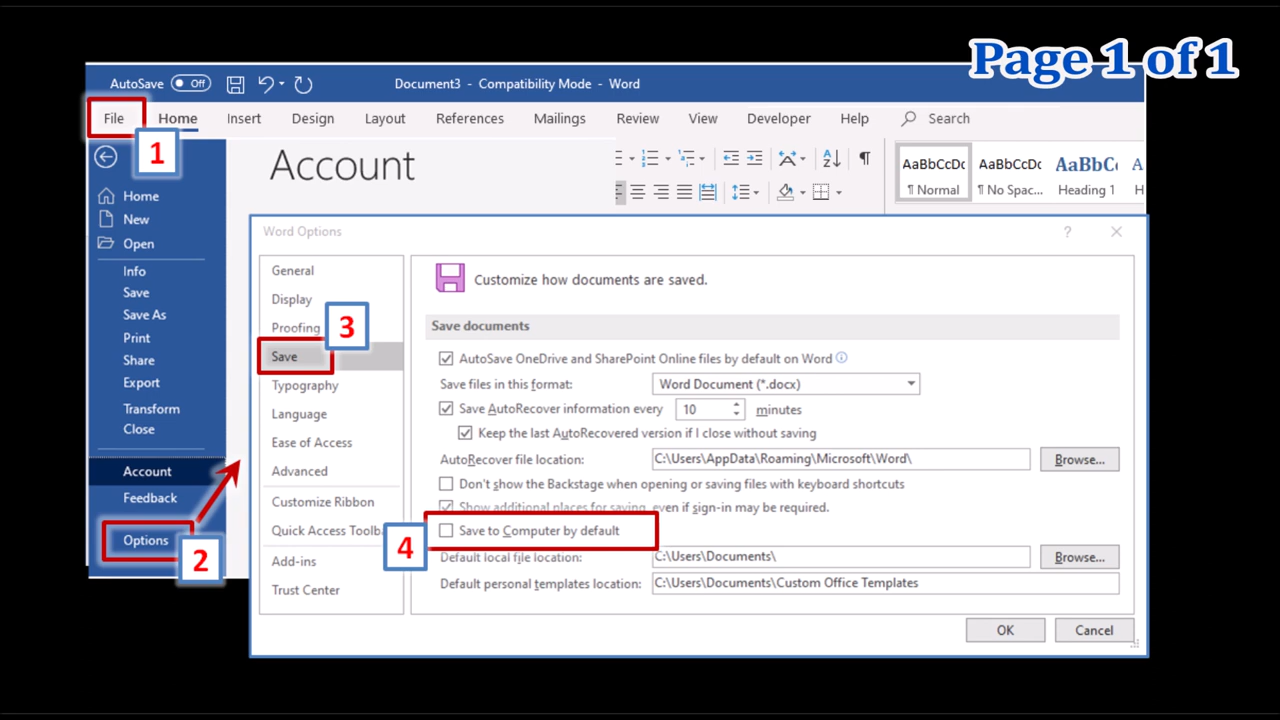 Page 1 of 1
AutoSave Off Document3 - Compatibility Mode - Word
File Home Insert Design Layout References Mailings Review View Developer Help Search
1
Account
AaBbCcDc AaBbCcDc AaBbC
¶ Normal ¶ No Spac... Heading 1
Home
New
Open
Info
Save
Save As
Print
Share
Export
Transform
Close
Account
Feedback
Options
2
Word Options
General
Display
Proofing
3
Save
Typography
Language
Ease of Access
Advanced
Customize Ribbon
Quick Access Toolba
Add-ins
Trust Center
Customize how documents are saved.
Save documents
AutoSave OneDrive and SharePoint Online files by default on Word
Save files in this format: Word Document (*.docx)
Save AutoRecover information every 10 minutes
Keep the last AutoRecovered version if I close without saving
AutoRecover file location: C:\Users\AppData\Roaming\Microsoft\Word\ Browse...
Don't show the Backstage when opening or saving files with keyboard shortcuts
Show additional places for saving, even if sign-in may be required.
4
Save to Computer by default
Default local file location: C:\Users\Documents\ Browse...
Default personal templates location: C:\Users\Documents\Custom Office Templates
OK Cancel